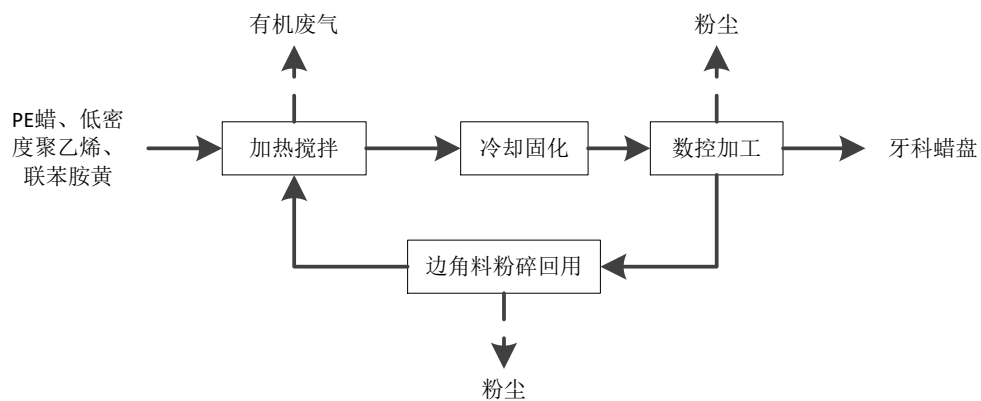 有机废气
粉尘
PE蜡、低密
度聚乙烯、
联苯胺黄
加热搅拌
冷却固化
数控加工
牙科蜡盘
边角料粉碎回用
粉尘